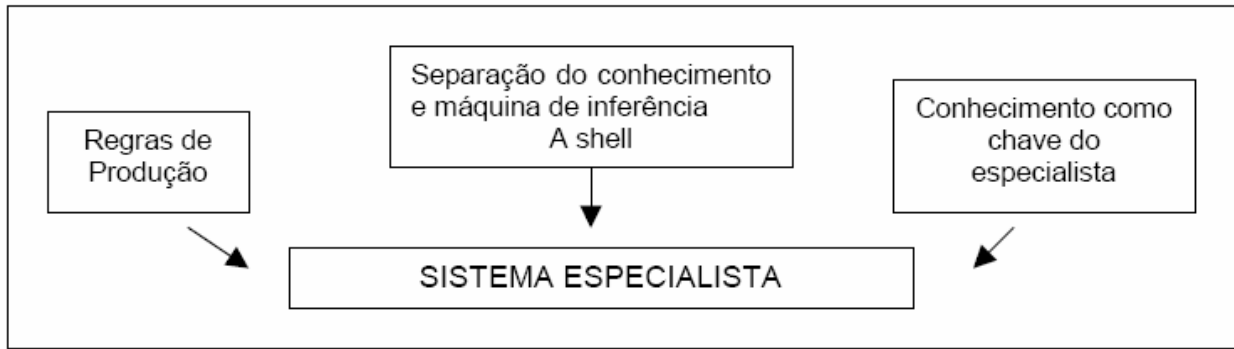 Regras de
Produção
Separação do conhecimento
e máquina de inferência
A shell
Conhecimento como
chave do
especialista
SISTEMA ESPECIALISTA